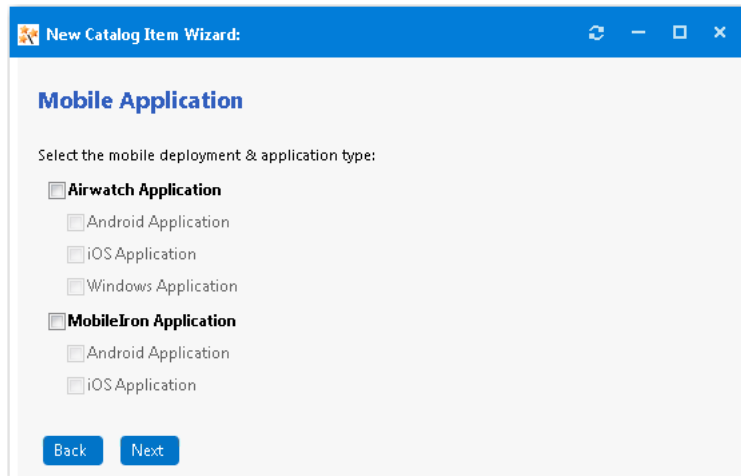 New Catalog Item Wizard:
Mobile Application
Select the mobile deployment & application type:
Airwatch Application
Android Application
iOS Application
Windows Application
MobileIron Application
Android Application
iOS Application
Back Next